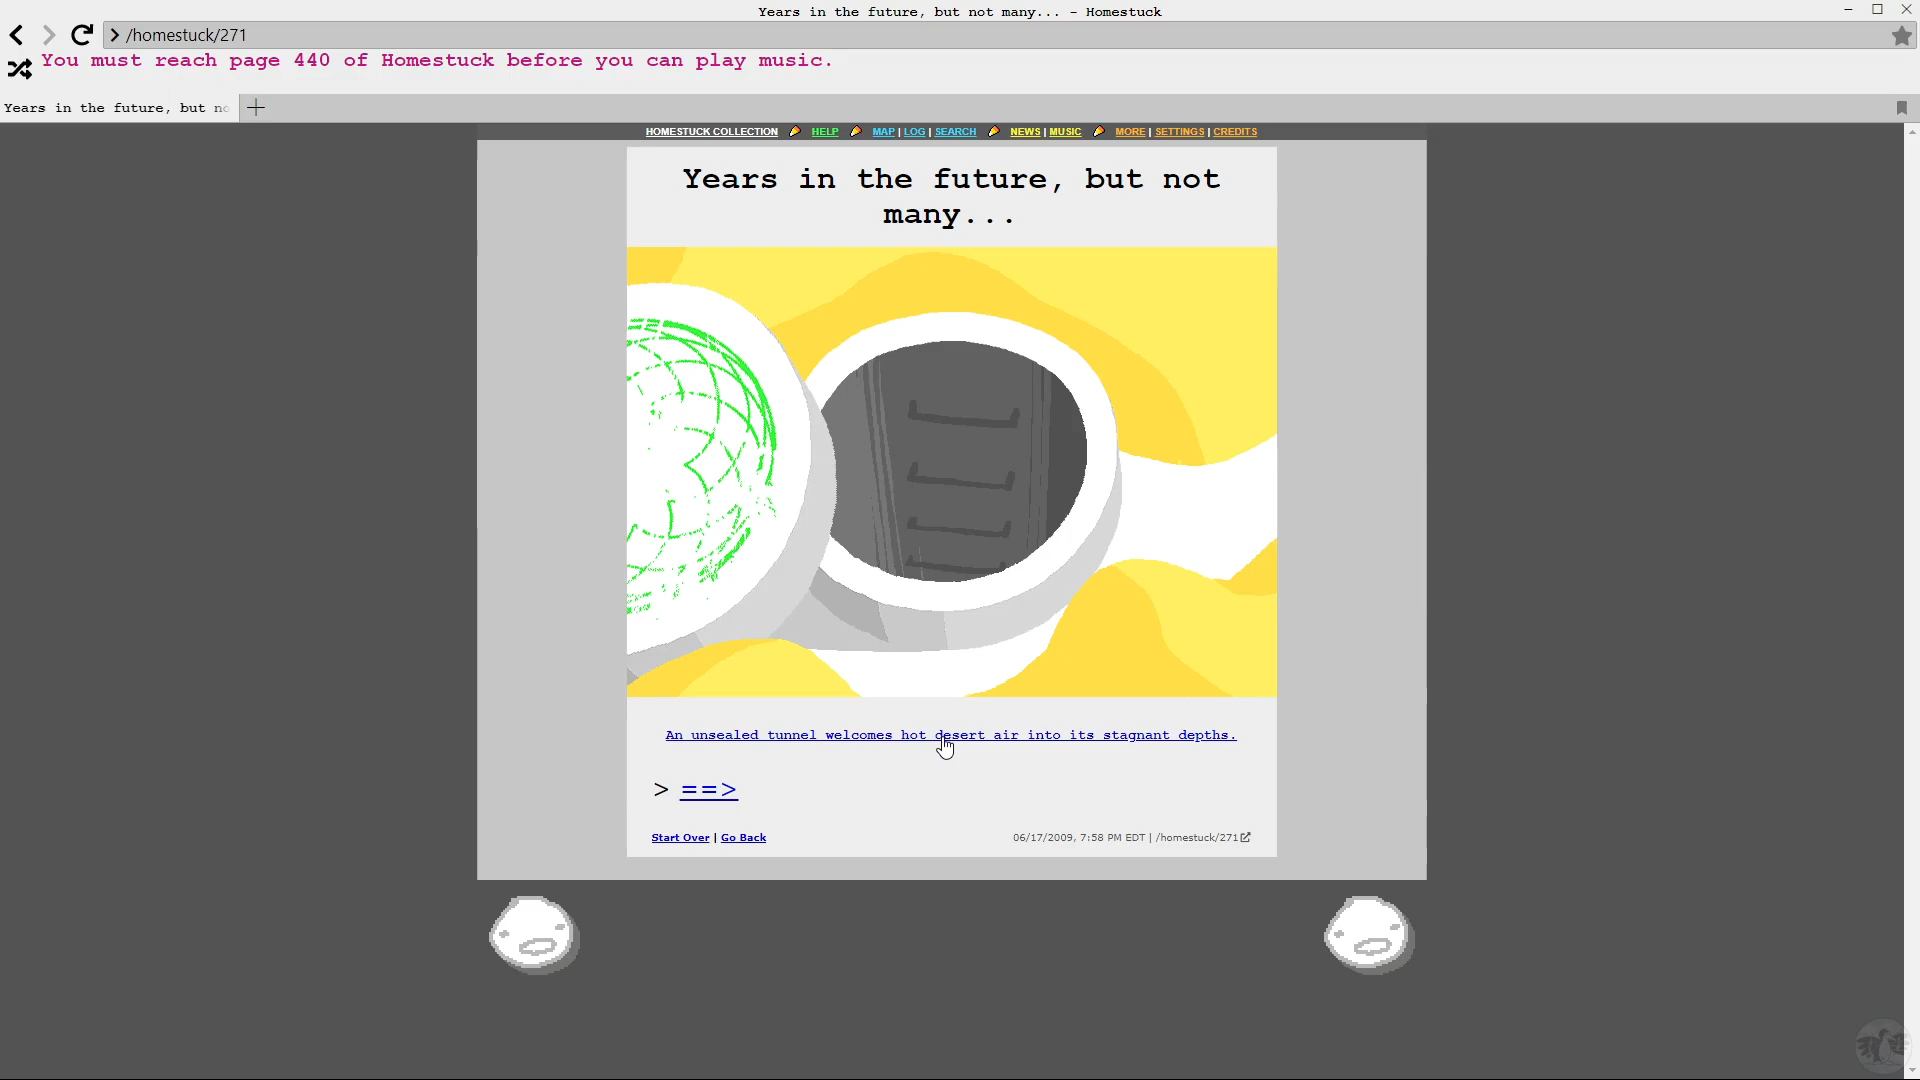 Years in the future, but not many... - Homestuck
/homestuck/271
You must reach page 440 of Homestuck before you can play music.
Years in the future, but no
HOMESTUCK COLLECTION HELP MAP | LOG | SEARCH NEWS | MUSIC MORE | SETTINGS | CREDITS
Years in the future, but not
many...
An unsealed tunnel welcomes hot desert air into its stagnant depths.
> ==>
Start Over | Go Back
06/17/2009, 7:58 PM EDT | /homestuck/271